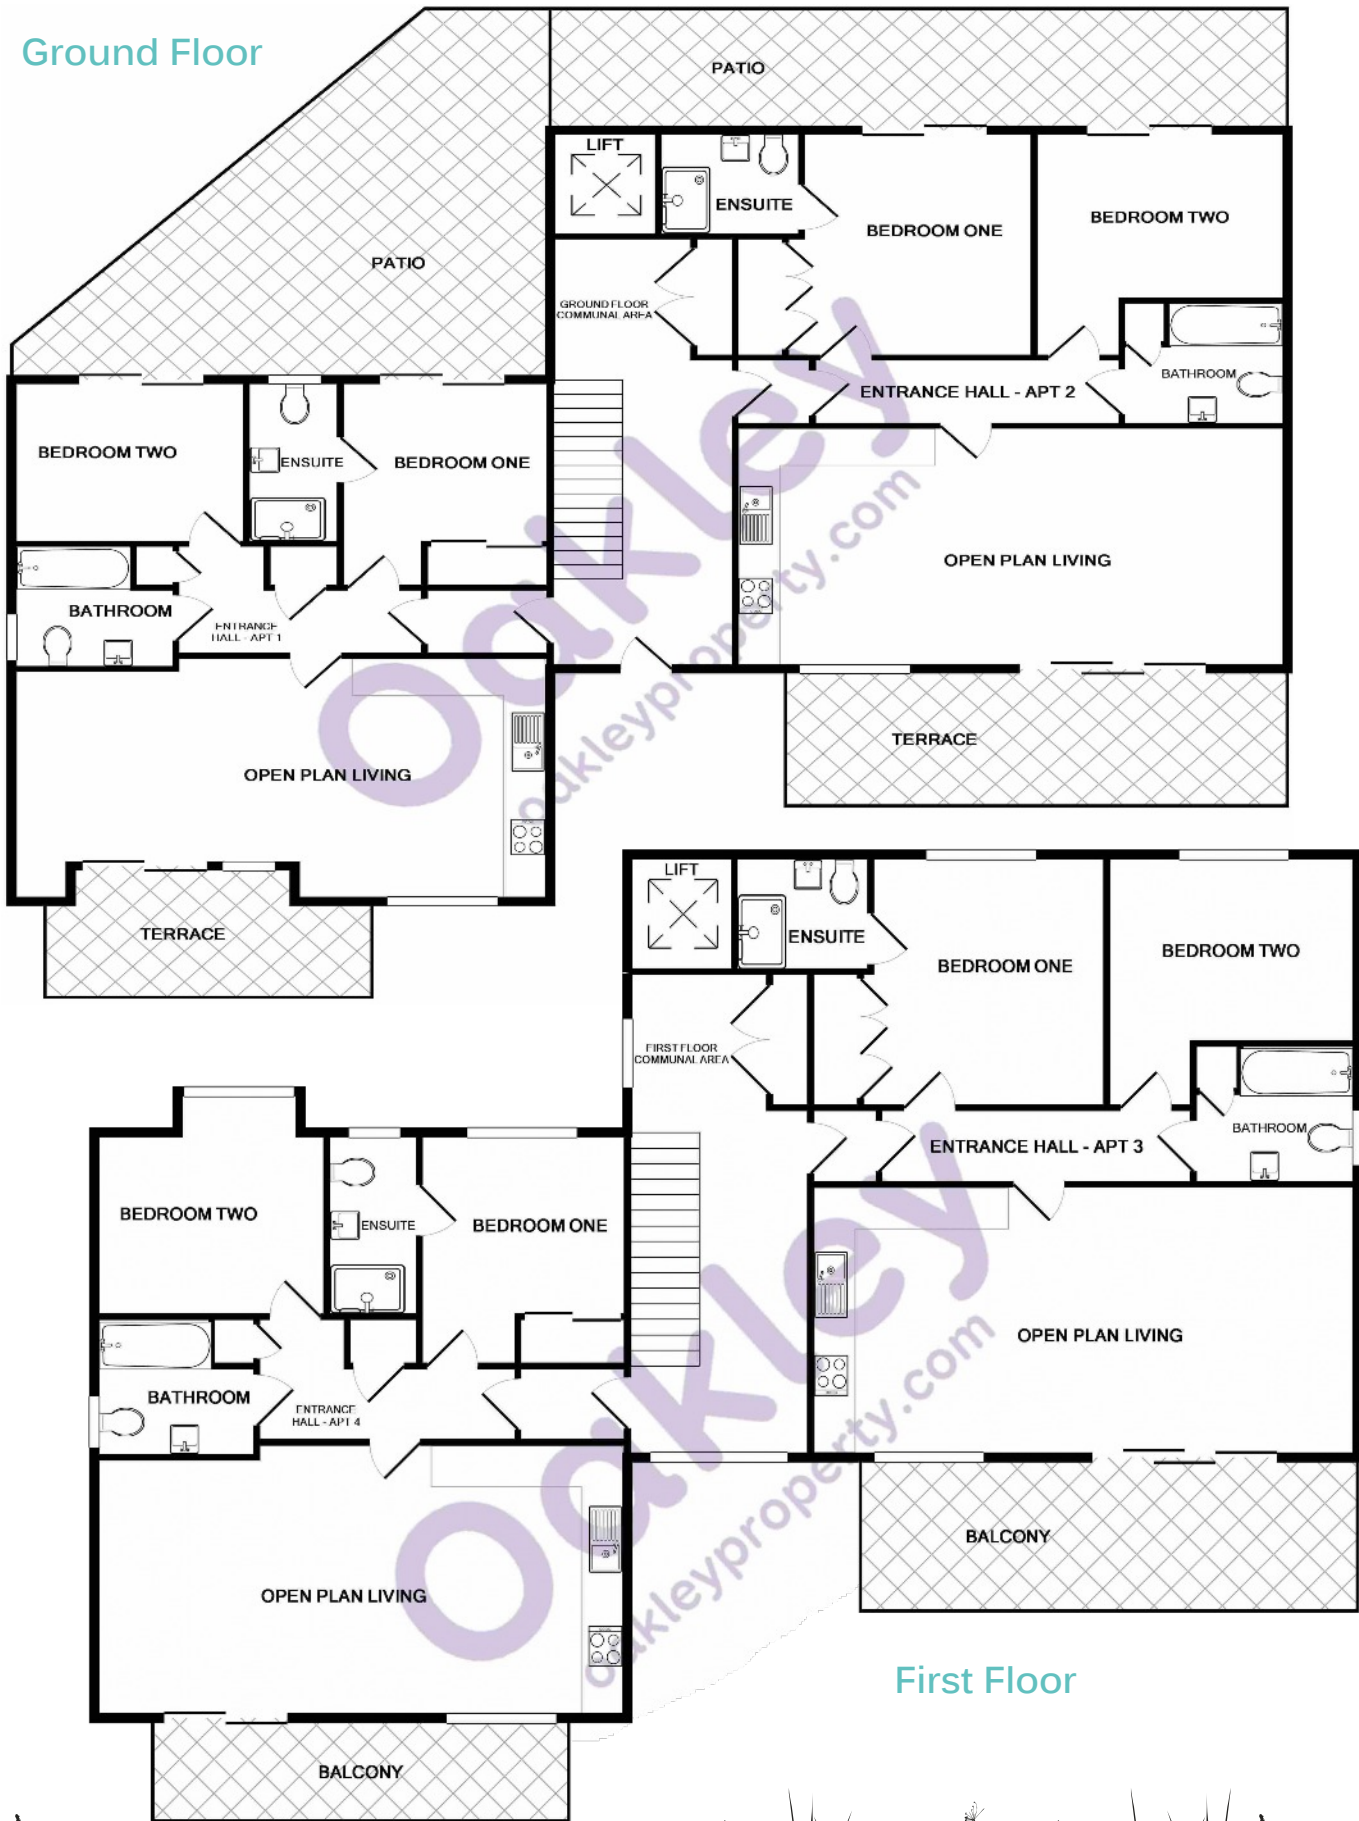 Ground Floor
PATIO
LIFT
ENSUITE
BEDROOM ONE
BEDROOM TWO
PATIO
GROUND FLOOR
COMMUNAL AREA
BATHROOM
ENTRANCE HALL - APT 2
BEDROOM TWO
ENSUITE
BEDROOM ONE
OPEN PLAN LIVING
BATHROOM
ENTRANCE
HALL - APT 1
TERRACE
OPEN PLAN LIVING
TERRACE
Oakley
oakleyproperty.com
LIFT
ENSUITE
BEDROOM ONE
BEDROOM TWO
FIRST FLOOR
COMMUNAL AREA
BATHROOM
ENTRANCE HALL - APT 3
BEDROOM TWO
ENSUITE
BEDROOM ONE
OPEN PLAN LIVING
BATHROOM
ENTRANCE
HALL - APT 4
BALCONY
OPEN PLAN LIVING
BALCONY
Oakley
oakleyproperty.com
First Floor